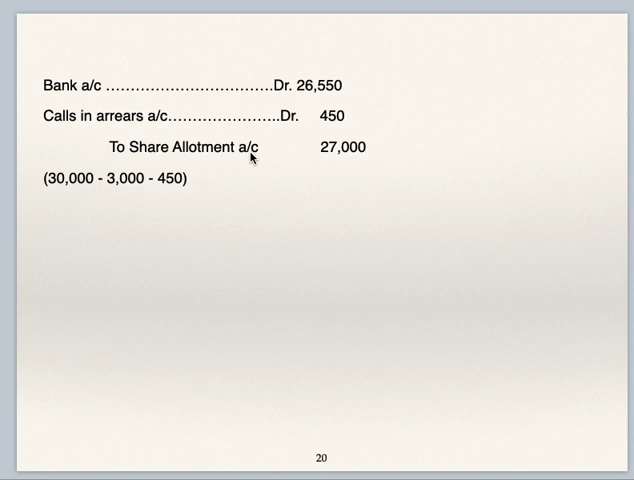 Bank a/c …………………………….Dr. 26,550
Calls in arrears a/c…………………..Dr. 450
To Share Allotment a/c 27,000
(30,000 - 3,000 - 450)
20